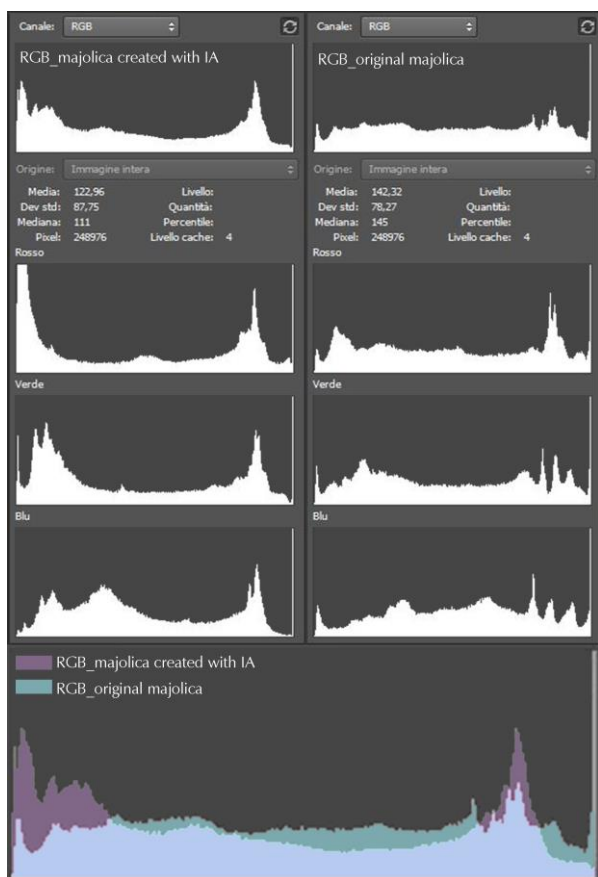 Canale: RGB
RGB_majolica created with IA
Origine: Immagine intera
Media: 122,96 Livello:
Dev std: 87,75 Quantità:
Mediana: 111 Percentile:
Pixel: 248976 Livello cache: 4
Rosso
Verde
Blu
Canale: RGB
RGB_original majolica
Origine: Immagine intera
Media: 142,32 Livello:
Dev std: 78,27 Quantità:
Mediana: 145 Percentile:
Pixel: 248976 Livello cache: 4
Rosso
Verde
Blu
RGB_majolica created with IA
RGB_original majolica